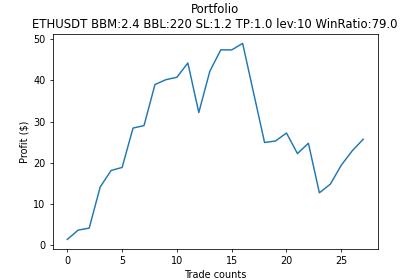 Portfolio
ETHUSDT BBM:2.4 BBL:220 SL:1.2 TP:1.0 lev:10 WinRatio:79.0
50
40
30
20
10
0
Profit ($)
0 5 10 15 20 25
Trade counts